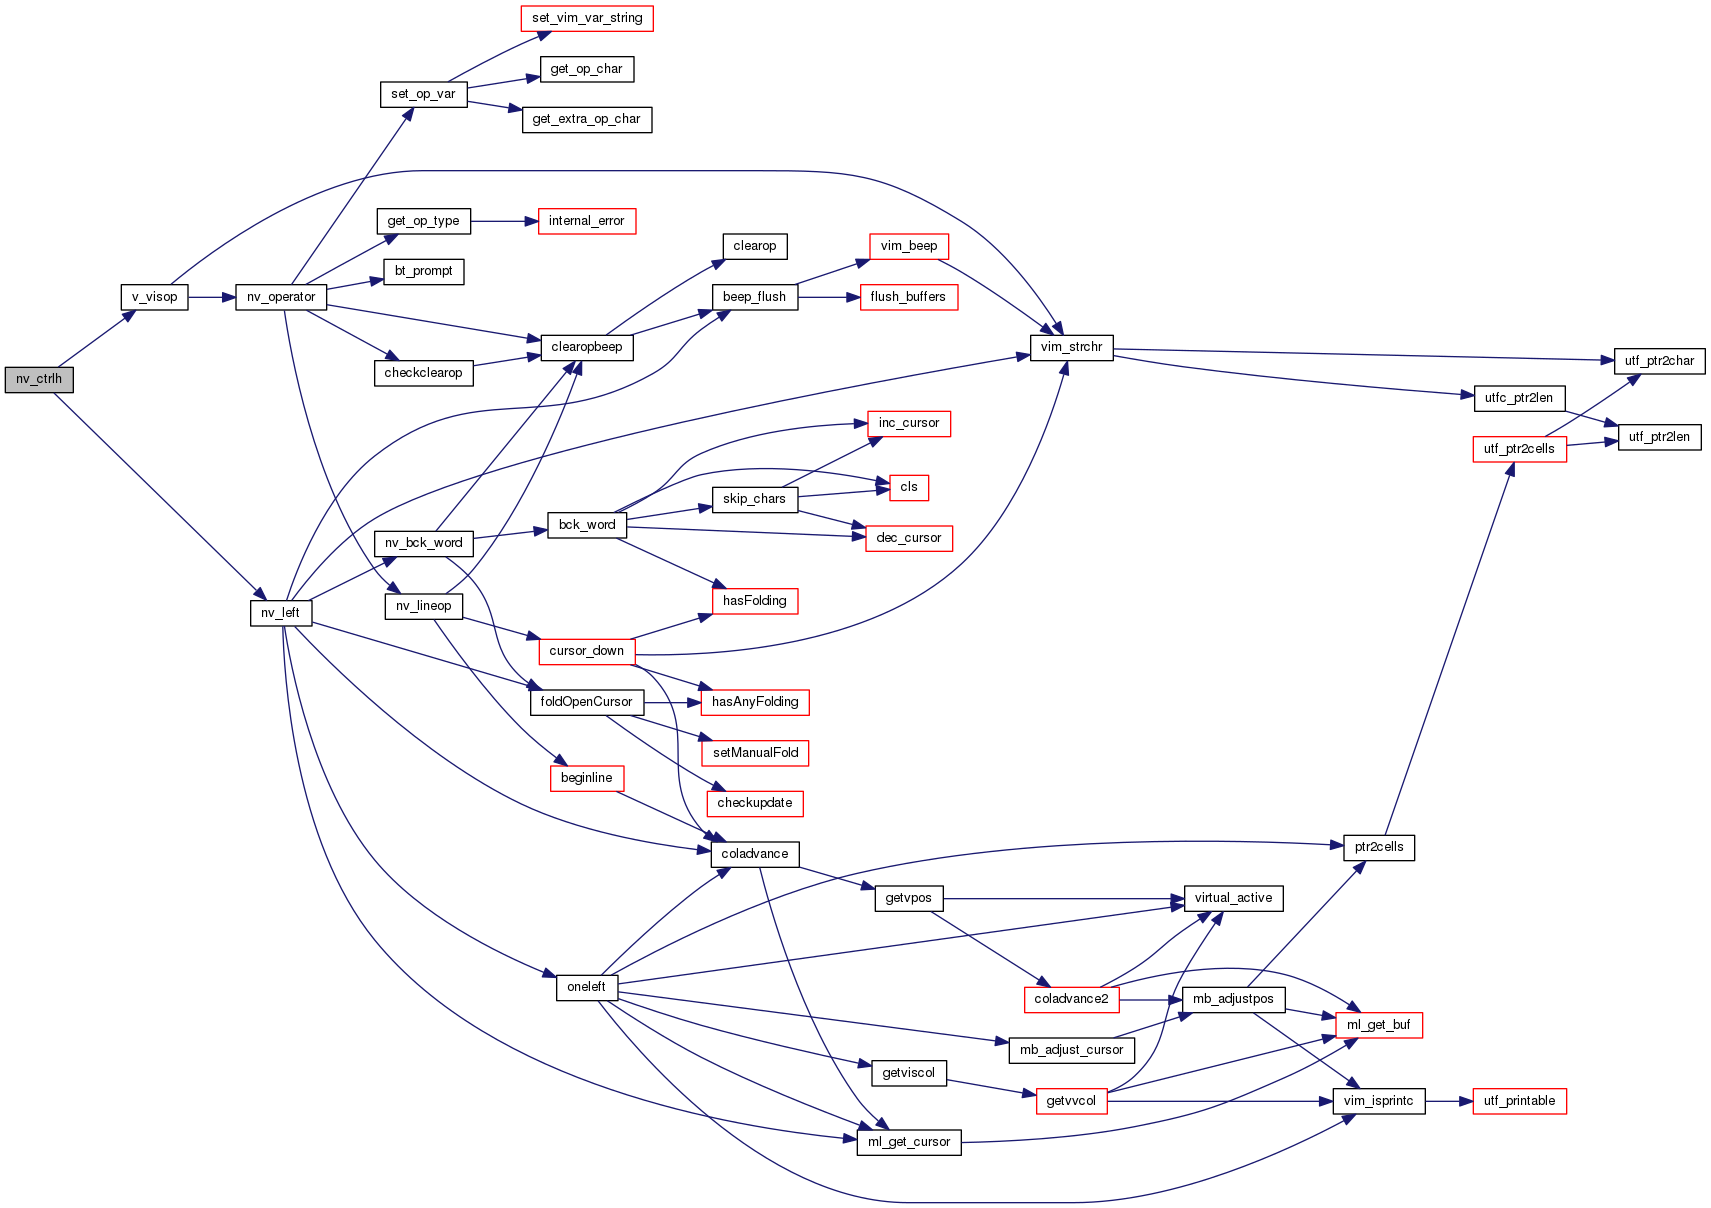 set_vim_var_string
get_op_char
set_op_var
get_extra_op_char
get_op_type
internal_error
clearop
vim_beep
bt_prompt
v_visop
nv_operator
beep_flush
flush_buffers
clearopbeep
vim_strchr
utf_ptr2char
checkclearop
nv_ctrlh
utfc_ptr2len
inc_cursor
utf_ptr2len
utf_ptr2cells
cls
skip_chars
bck_word
dec_cursor
nv_bck_word
hasFolding
nv_lineop
nv_left
cursor_down
foldOpenCursor
hasAnyFolding
setManualFold
beginline
checkupdate
ptr2cells
coladvance
getvpos
virtual_active
oneleft
coladvance2
mb_adjustpos
ml_get_buf
mb_adjust_cursor
getviscol
getvvcol
vim_isprintc
utf_printable
ml_get_cursor